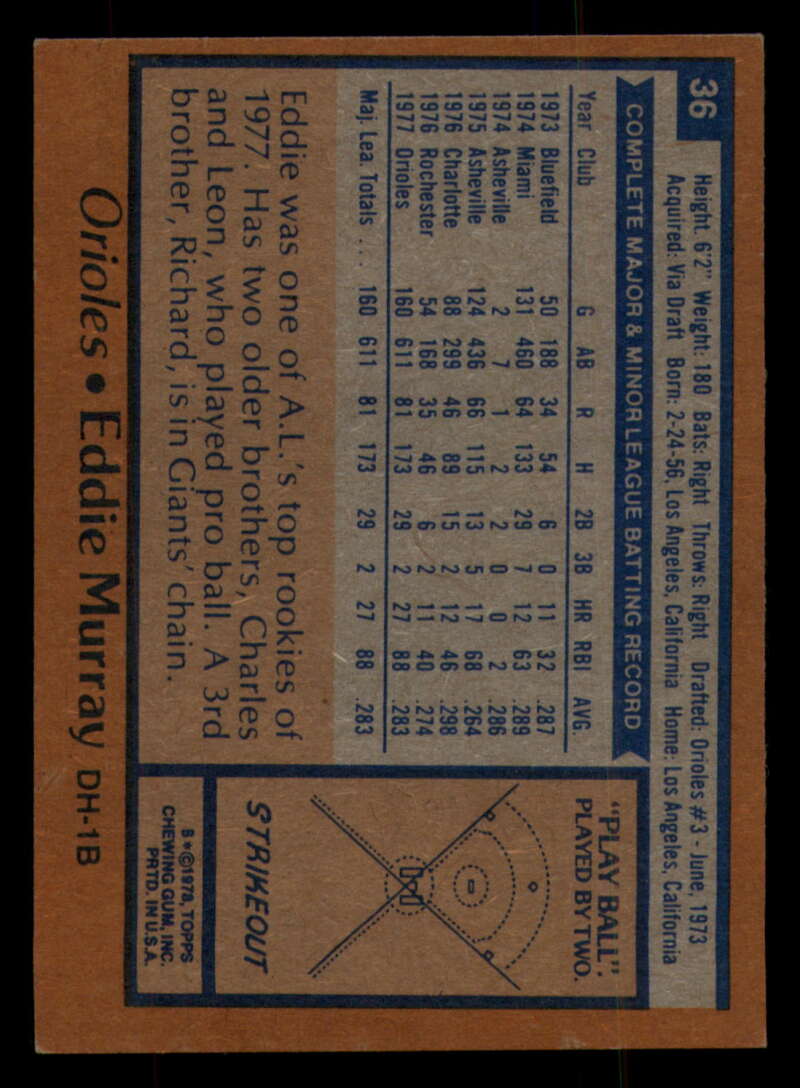 36
Height. 6'2" Weight: 180 Bats: Right Throws: Right Drafted: Orioles #3 - June, 1973
Acquired: Via Draft Born: 2-24-56, Los Angeles, California Home: Los Angeles, California
COMPLETE MAJOR & MINOR LEAGUE BATTING RECORD
Year Club G AB R H 2B 3B HR RBI AVG
1973 Bluefield 50 188 34 54 6 0 11 32 .287
1974 Miami 131 460 64 133 29 7 12 63 .289
1974 Asheville 2 7 1 2 2 0 0 2 .286
1975 Asheville 124 436 66 115 13 5 17 68 .264
1976 Charlotte 88 299 46 89 15 2 12 46 .298
1976 Rochester 54 168 35 46 6 2 11 40 .274
1977 Orioles 160 611 81 173 29 2 27 88 .283
Maj. Lea. Totals ... 160 611 81 173 29 2 27 88 .283
Eddie was one of A.L.'s top rookies of
1977. Has two older brothers, Charles
and Leon, who played pro ball. A 3rd
brother, Richard, is in Giants' chain.
"PLAY BALL".
PLAYED BY TWO.
STRIKEOUT
B*©1978, TOPPS
CHEWING GUM, INC.
PRTD. IN U.S.A.
Orioles • Eddie Murray DH-1B